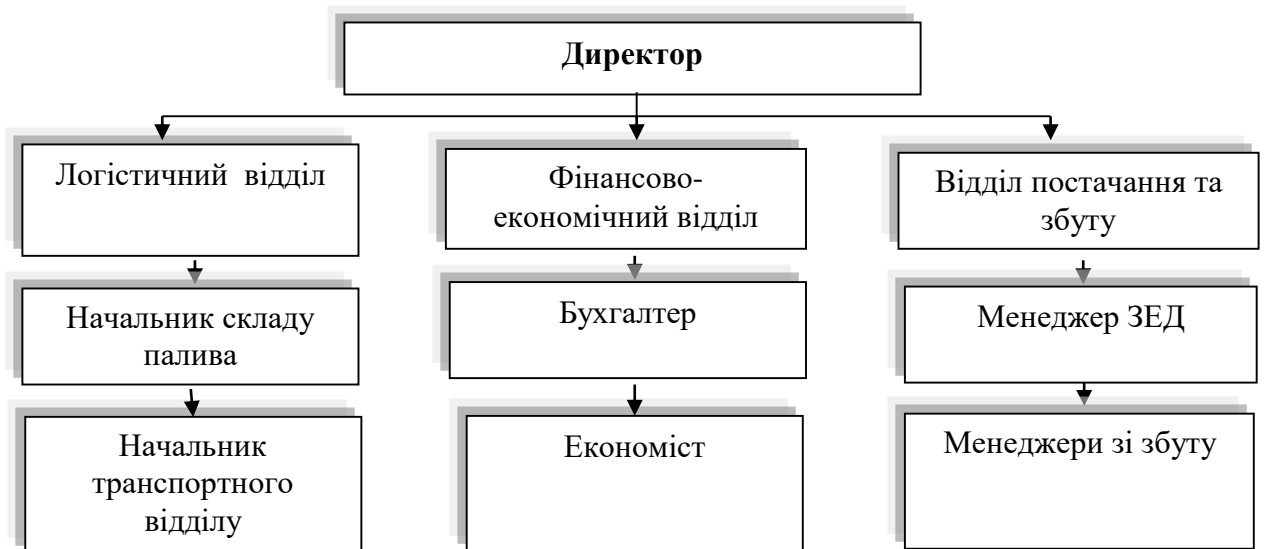 Директор
Логістичний відділ
Фінансово-
економічний відділ
Відділ постачання та
збуту
Начальник складу
палива
Бухгалтер
Менеджер ЗЕД
Начальник
транспортного
відділу
Економіст
Менеджери зі збуту